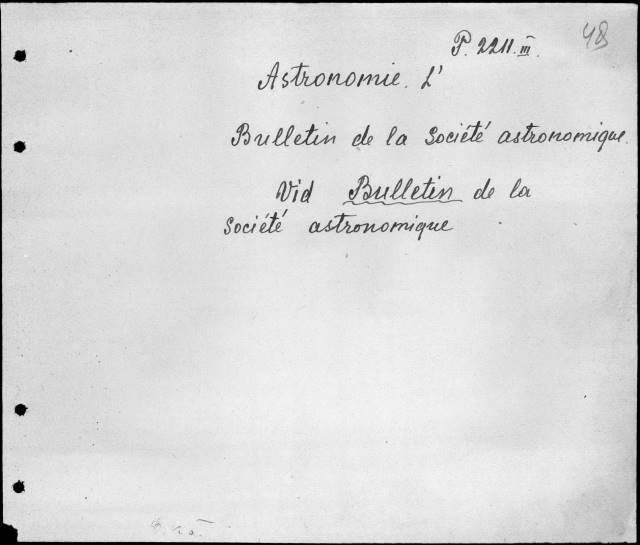 P. 2211.III.
48
Astronomie. L'
Bulletin de la Société astronomique.
Vid Bulletin de la
Société astronomique